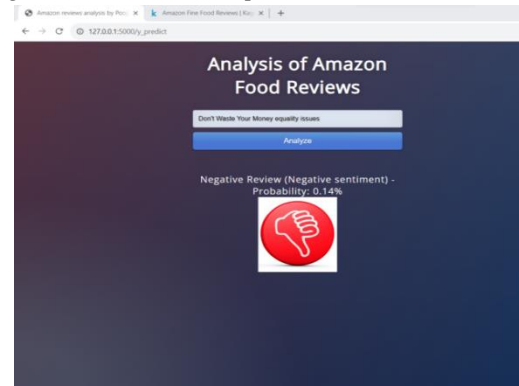 Amazon reviews analysis by Poo
Amazon Fine Food Reviews | Kag
127.0.0.1:5000/y_predict
Analysis of Amazon
Food Reviews
Don't Waste Your Money equality issues
Analyze
Negative Review (Negative sentiment) -
Probability: 0.14%